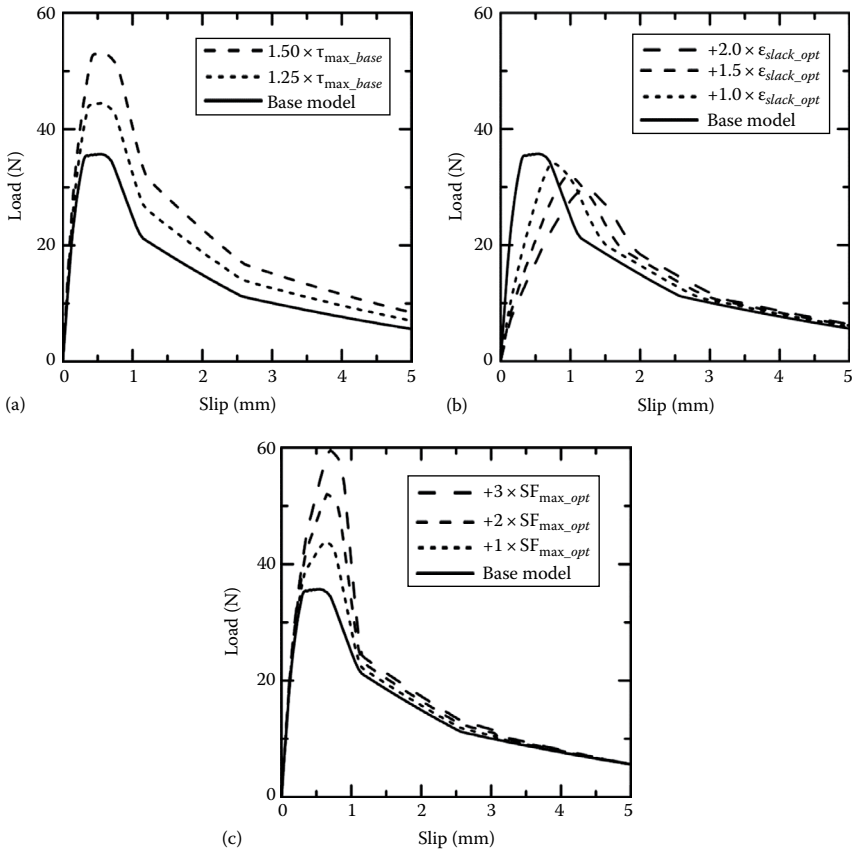 60
40
20
0
Load (N)
1.50 × τmax_base
1.25 × τmax_base
Base model
0 1 2 3 4 5
Slip (mm)
(a)
60
40
20
0
Load (N)
+2.0 × εslack_opt
+1.5 × εslack_opt
+1.0 × εslack_opt
Base model
0 1 2 3 4 5
Slip (mm)
(b)
60
40
20
0
Load (N)
+3 × SFmax_opt
+2 × SFmax_opt
+1 × SFmax_opt
Base model
0 1 2 3 4 5
Slip (mm)
(c)